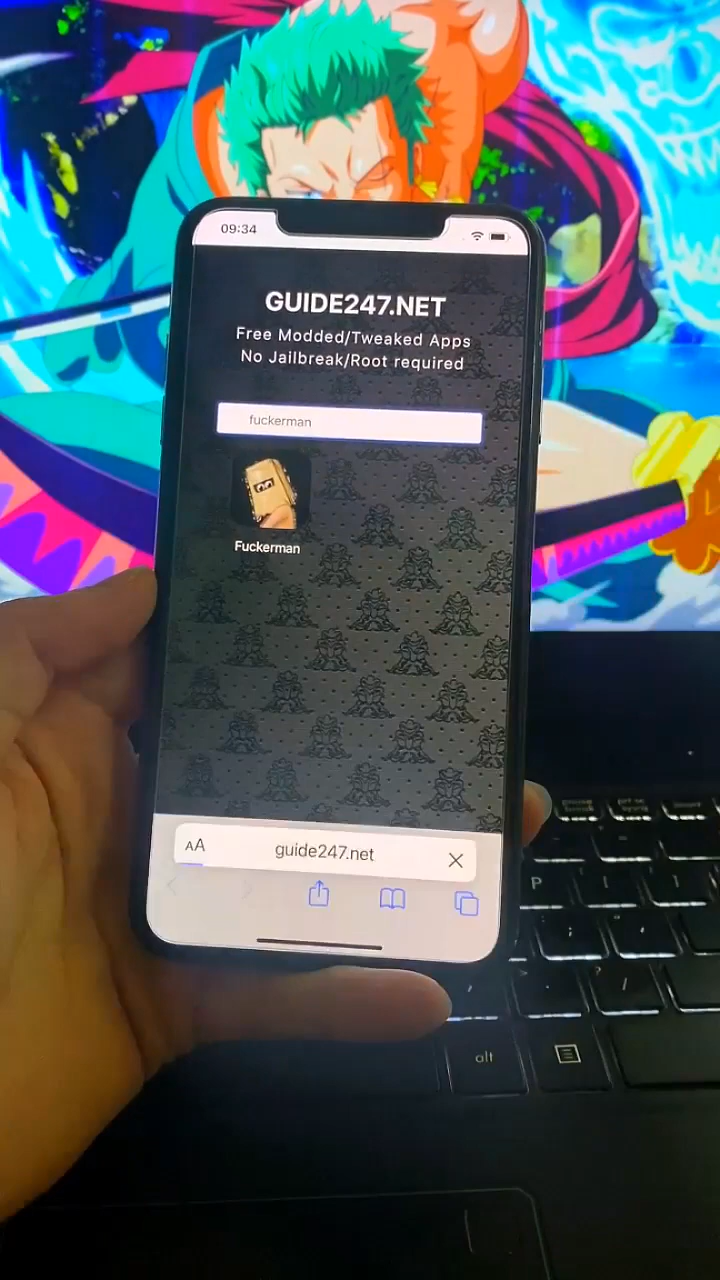 09:34
GUIDE247.NET
Free Modded/Tweaked Apps
No Jailbreak/Root required
fuckerman
Fuckerman
AA
guide247.net
P
alt